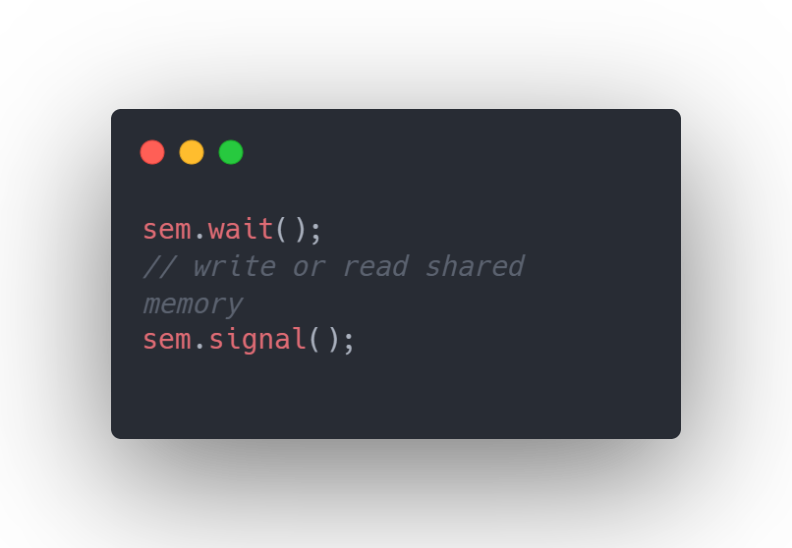 sem.wait();
// write or read shared
memory
sem.signal();